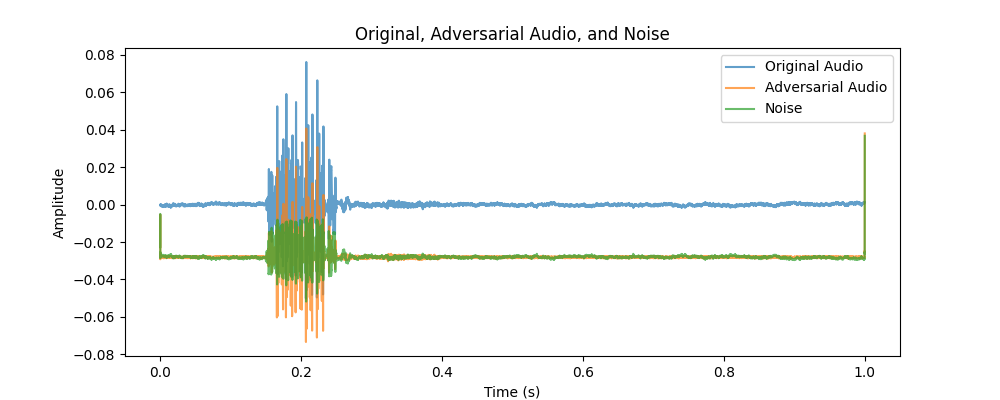 Original, Adversarial Audio, and Noise
Original Audio
Adversarial Audio
Noise
Amplitude
0.08
0.06
0.04
0.02
0.00
−0.02
−0.04
−0.06
−0.08
0.0 0.2 0.4 0.6 0.8 1.0
Time (s)